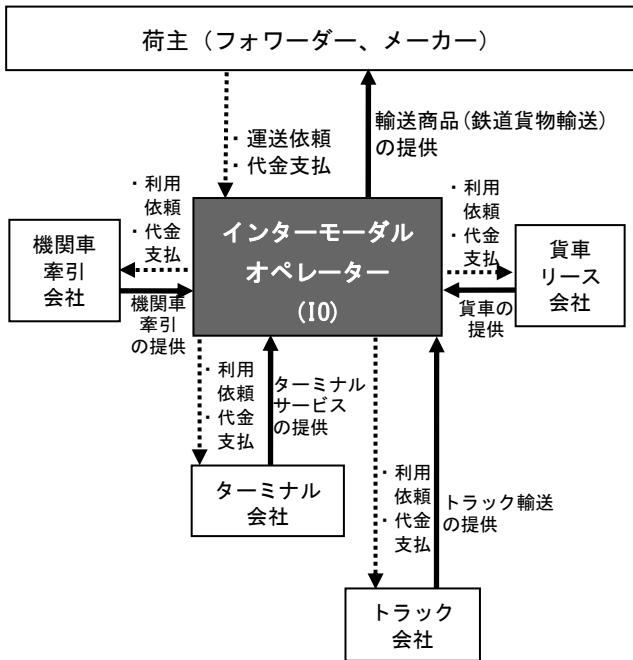 荷主（フォワーダー、メーカー）
・運送依頼
・代金支払
輸送商品(鉄道貨物輸送)
の提供
・利用
依頼
・代金
支払
機関車
牽引
会社
機関車
牽引
の提供
インターモーダル
オペレーター
(IO)
・利用
依頼
・代金
支払
貨車
リース
会社
貨車の
提供
・利用
依頼
・代金
支払
ターミナル
サービス
の提供
ターミナル
会社
・利用
依頼
・代金
支払
トラック輸送
の提供
トラック
会社